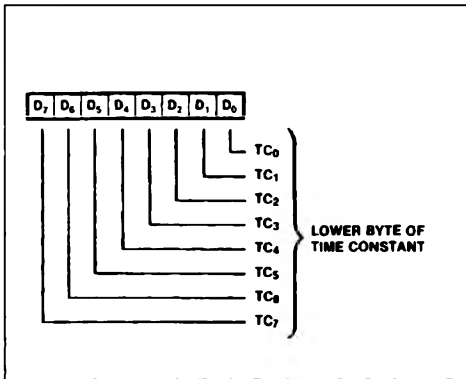 D7 D6 D5 D4 D3 D2 D1 D0
TC0
TC1
TC2
TC3
LOWER BYTE OF
TIME CONSTANT
TC4
TC5
TC6
TC7